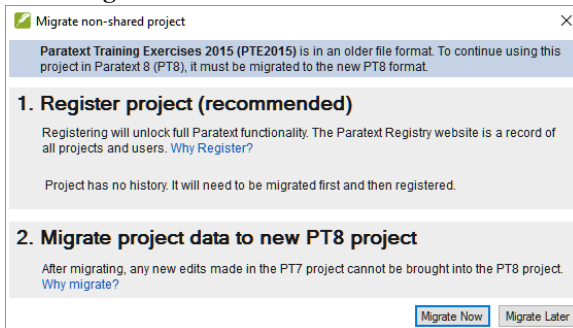 Migrate non-shared project
Paratext Training Exercises 2015 (PTE2015) is in an older file format. To continue using this
project in Paratext 8 (PT8), it must be migrated to the new PT8 format.
1. Register project (recommended)
Registering will unlock full Paratext functionality. The Paratext Registry website is a record of
all projects and users. Why Register?
Project has no history. It will need to be migrated first and then registered.
2. Migrate project data to new PT8 project
After migrating, any new edits made in the PT7 project cannot be brought into the PT8 project.
Why migrate?
Migrate Now Migrate Later